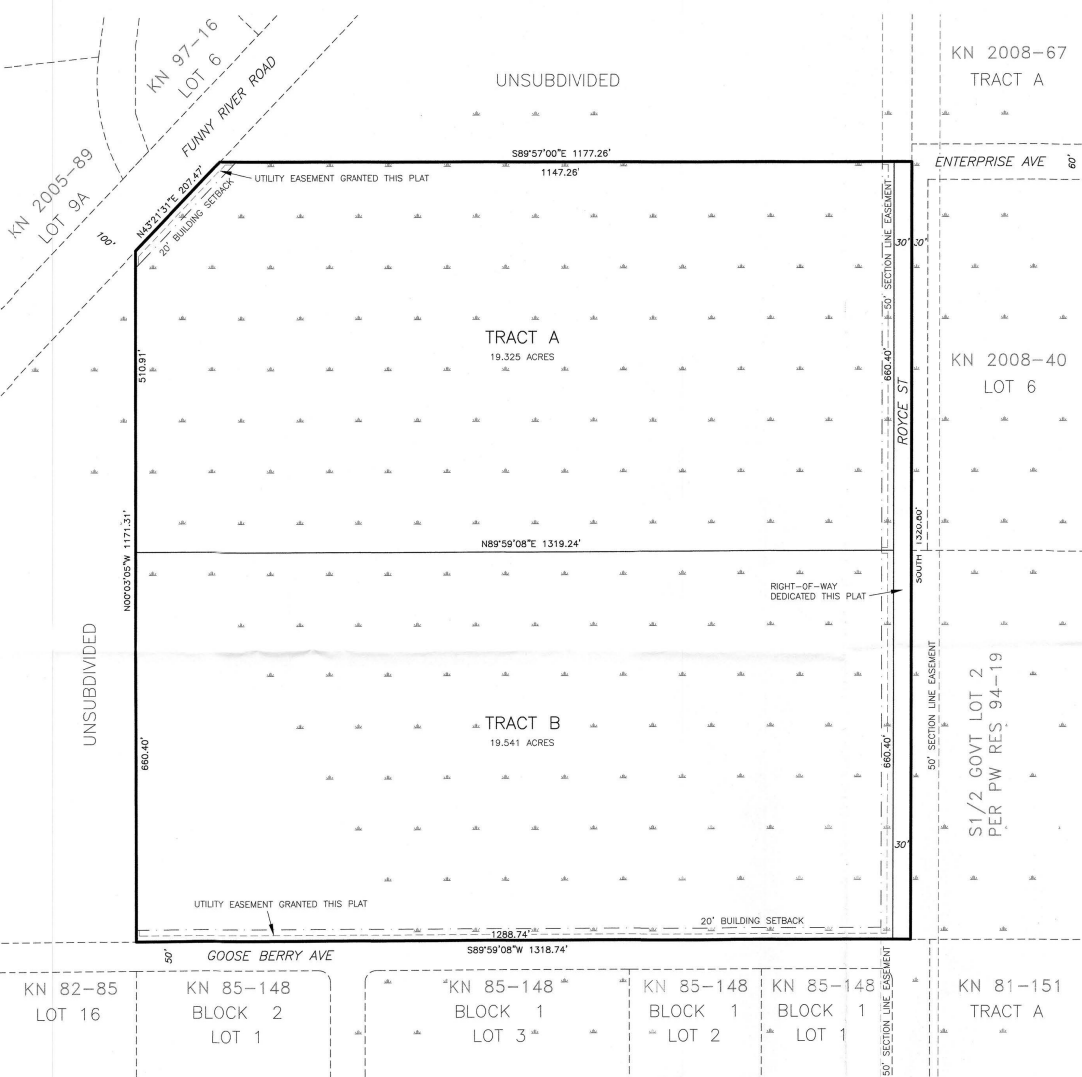 KN 97-16
LOT 6
KN 2008-67
TRACT A
UNSUBDIVIDED
FUNNY RIVER ROAD
KN 2005-89
LOT 9A
S89°57'00"E 1177.26'
1147.26'
ENTERPRISE AVE
60'
UTILITY EASEMENT GRANTED THIS PLAT
N43°21'31"E 207.47'
20' BUILDING SETBACK
100'
50' SECTION LINE EASEMENT
30'
30'
TRACT A
19.325 ACRES
510.91'
660.40'
ROYCE ST
KN 2008-40
LOT 6
N00°03'05"W 1171.31'
N89°59'08"E 1319.24'
SOUTH 1320.80'
RIGHT-OF-WAY
DEDICATED THIS PLAT
UNSUBDIVIDED
TRACT B
19.541 ACRES
660.40'
660.40'
50' SECTION LINE EASEMENT
S1/2 GOVT LOT 2
PER PW RES 94-19
30'
UTILITY EASEMENT GRANTED THIS PLAT
20' BUILDING SETBACK
1288.74'
S89°59'08"W 1318.74'
50'
GOOSE BERRY AVE
50' SECTION LINE EASEMENT
KN 82-85
LOT 16
KN 85-148
BLOCK 2
LOT 1
KN 85-148
BLOCK 1
LOT 3
KN 85-148
BLOCK 1
LOT 2
KN 85-148
BLOCK 1
LOT 1
KN 81-151
TRACT A